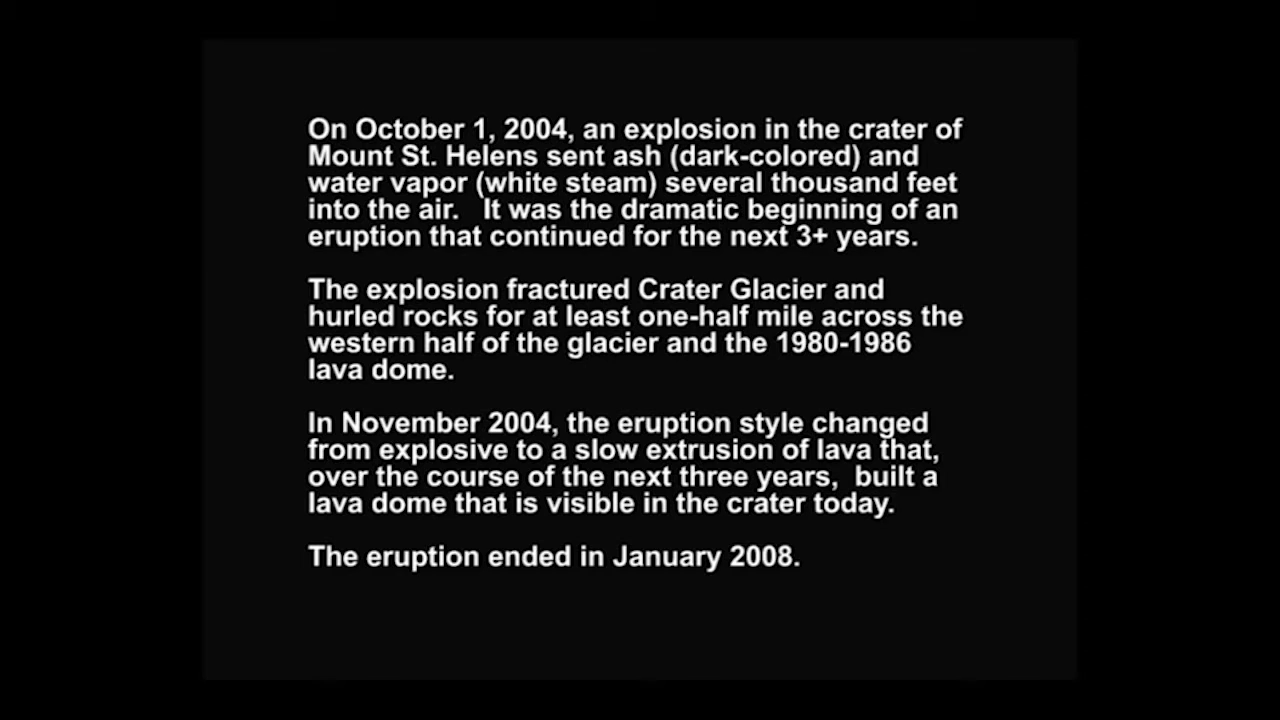 On October 1, 2004, an explosion in the crater of
Mount St. Helens sent ash (dark-colored) and
water vapor (white steam) several thousand feet
into the air.   It was the dramatic beginning of an
eruption that continued for the next 3+ years.
The explosion fractured Crater Glacier and
hurled rocks for at least one-half mile across the
western half of the glacier and the 1980-1986
lava dome.
In November 2004, the eruption style changed
from explosive to a slow extrusion of lava that,
over the course of the next three years,  built a
lava dome that is visible in the crater today.
The eruption ended in January 2008.